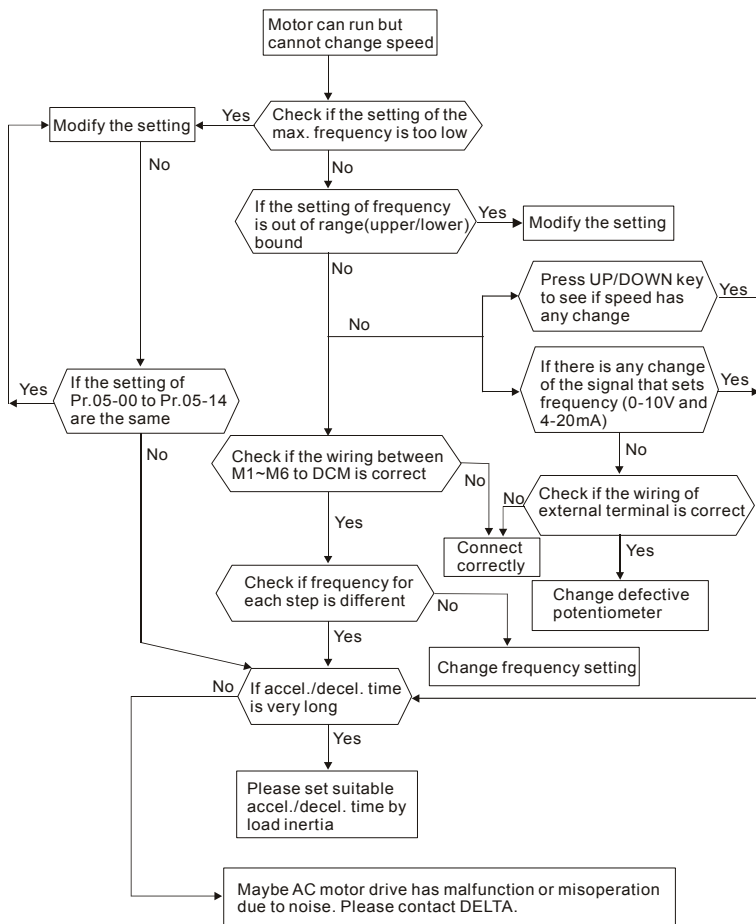 Motor can run but
cannot change speed
Yes
Check if the setting of the
max. frequency is too low
Modify the setting
No
No
If the setting of frequency
is out of range(upper/lower)
bound
Yes
Modify the setting
No
No
Press UP/DOWN key
to see if speed has
any change
Yes
If there is any change
of the signal that sets
frequency (0-10V and
4-20mA)
Yes
Yes
If the setting of
Pr.05-00 to Pr.05-14
are the same
No
No
Check if the wiring between
M1~M6 to DCM is correct
No
No
Check if the wiring of
external terminal is correct
Yes
Connect
correctly
Yes
Change defective
potentiometer
Check if frequency for
each step is different
No
Yes
Change frequency setting
No
If accel./decel. time
is very long
Yes
Please set suitable
accel./decel. time by
load inertia
Maybe AC motor drive has malfunction or misoperation
due to noise. Please contact DELTA.